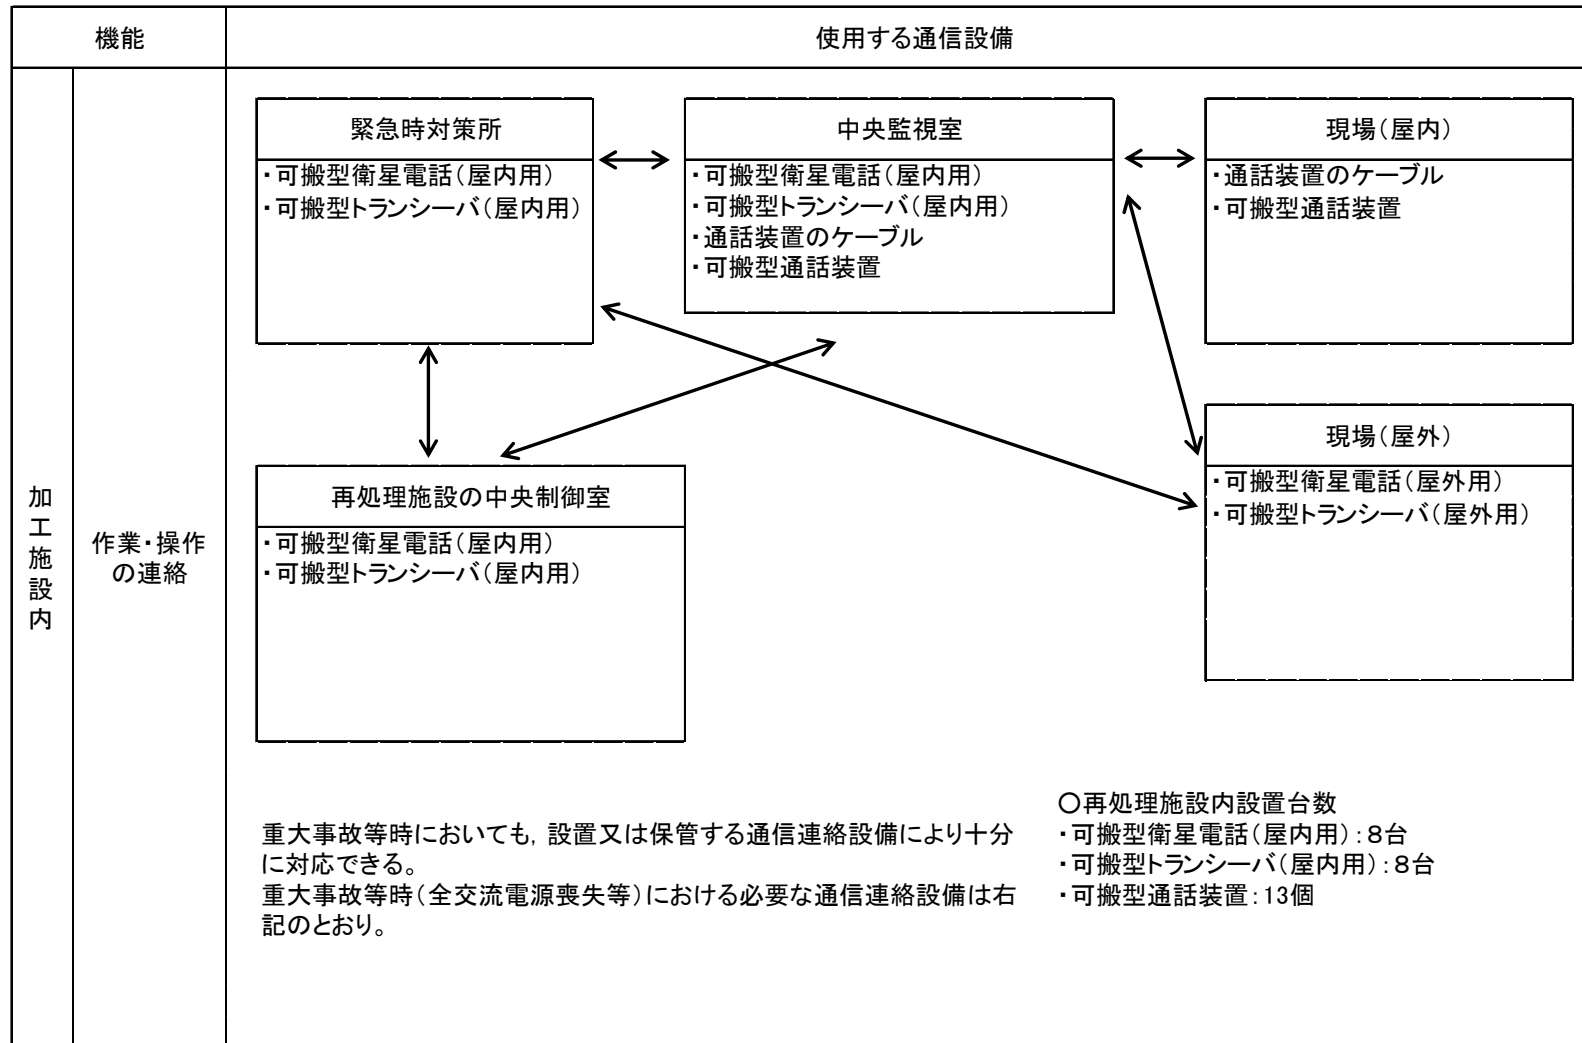 機能
使用する通信設備
加工施設内
作業・操作
の連絡
緊急時対策所
・可搬型衛星電話(屋内用)
・可搬型トランシーバ(屋内用)
中央監視室
・可搬型衛星電話(屋内用)
・可搬型トランシーバ(屋内用)
・通話装置のケーブル
・可搬型通話装置
現場(屋内)
・通話装置のケーブル
・可搬型通話装置
再処理施設の中央制御室
・可搬型衛星電話(屋内用)
・可搬型トランシーバ(屋内用)
現場(屋外)
・可搬型衛星電話(屋外用)
・可搬型トランシーバ(屋外用)
重大事故等時においても,設置又は保管する通信連絡設備により十分
に対応できる。
重大事故等時(全交流電源喪失等)における必要な通信連絡設備は右
記のとおり。
○再処理施設内設置台数
・可搬型衛星電話(屋内用):8台
・可搬型トランシーバ(屋内用):8台
・可搬型通話装置:13個